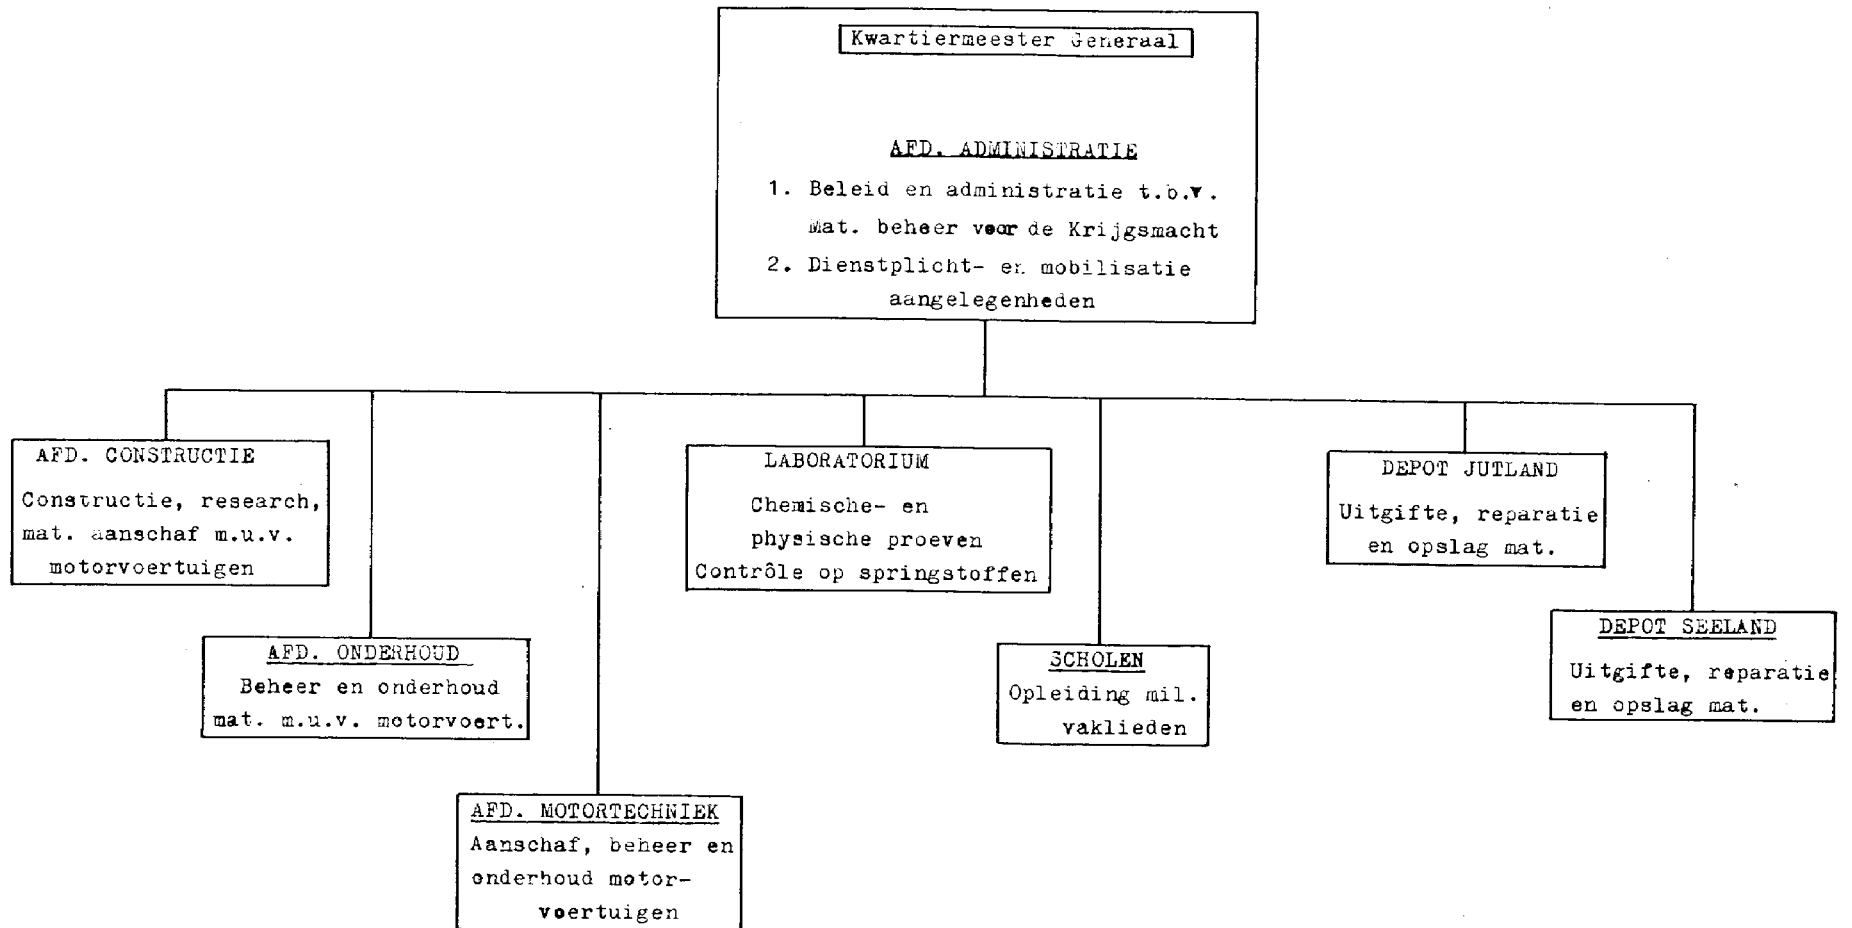 Kwartiermeester Generaal
AFD. ADMINISTRATIE
1. Beleid en administratie t.b.v.
Mat. beheer voor de Krijgsmacht
2. Dienstplicht- en mobilisatie
aangelegenheden
AFD. CONSTRUCTIE
Constructie, research,
mat. aanschaf m.u.v.
motorvoertuigen
AFD. ONDERHOUD
Beheer en onderhoud
mat. m.u.v. motorvoert.
AFD. MOTORTECHNIEK
Aanschaf, beheer en
onderhoud motor-
voertuigen
LABORATORIUM
Chemische- en
physische proeven
Contrôle op springstoffen
SCHOLEN
Opleiding mil.
vaklieden
DEPOT JUTLAND
Uitgifte, reparatie
en opslag mat.
DEPOT SEELAND
Uitgifte, reparatie
en opslag mat.